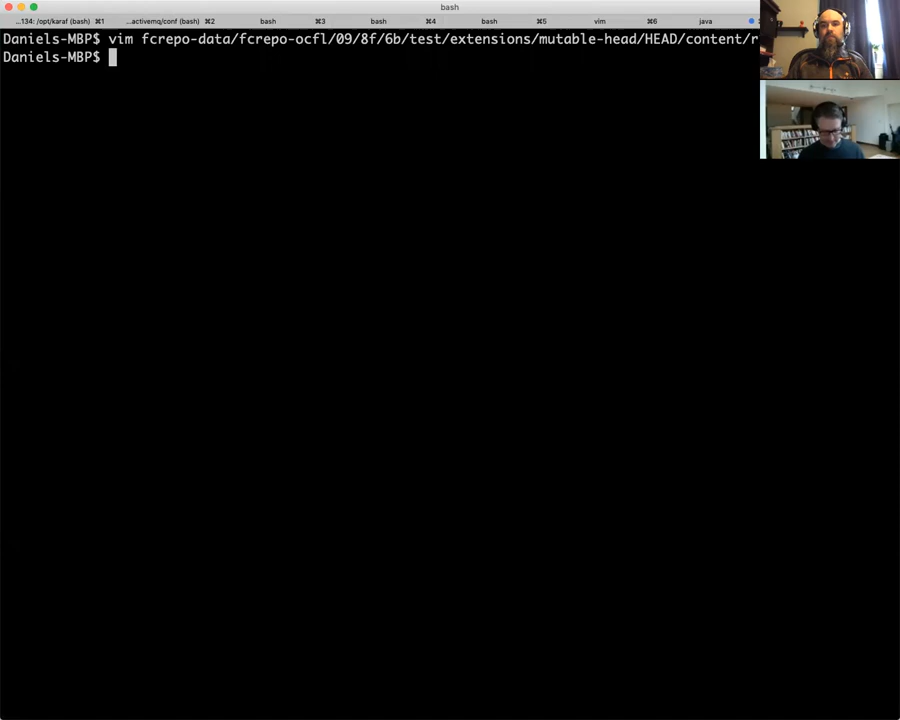 bash
...134: /opt/karaf (bash) ⌘1 ...activemq/conf (bash) ⌘2 bash ⌘3 bash ⌘4 bash ⌘5 vim ⌘6 java
Daniels-MBP$ vim fcrepo-data/fcrepo-ocfl/09/8f/6b/test/extensions/mutable-head/HEAD/content/r
Daniels-MBP$